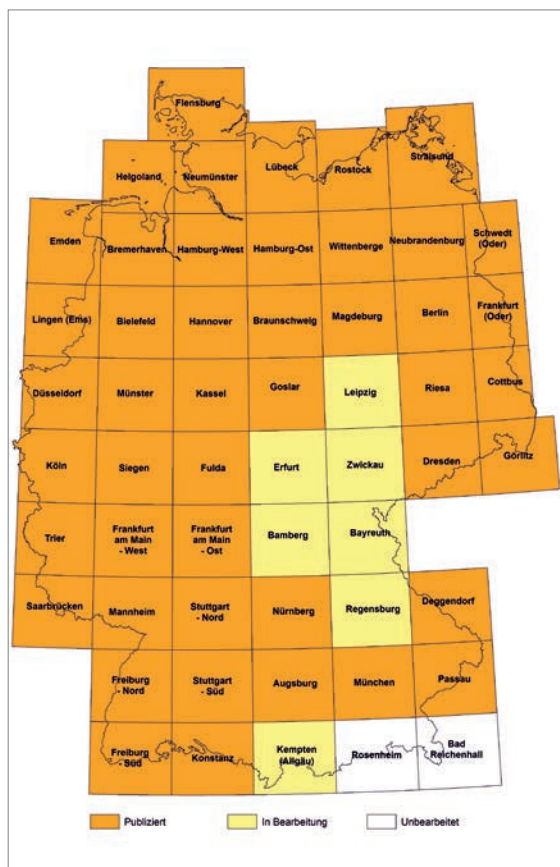 Flensburg
Helgoland
Neumünster
Lübeck
Rostock
Stralsund
Emden
Bremerhaven
Hamburg-West
Hamburg-Ost
Wittenberge
Neubrandenburg
Schwedt
(Oder)
Lingen (Ems)
Bielefeld
Hannover
Braunschweig
Magdeburg
Berlin
Frankfurt
(Oder)
Düsseldorf
Münster
Kassel
Goslar
Leipzig
Riesa
Cottbus
Köln
Siegen
Fulda
Erfurt
Zwickau
Dresden
Görlitz
Trier
Frankfurt
am Main
- West
Frankfurt
am Main
- Ost
Bamberg
Bayreuth
Saarbrücken
Mannheim
Stuttgart
- Nord
Nürnberg
Regensburg
Deggendorf
Freiburg
- Nord
Stuttgart
- Süd
Augsburg
München
Passau
Freiburg
- Süd
Konstanz
Kempten
(Allgäu)
Rosenheim
Bad
Reichenhall
Publiziert
In Bearbeitung
Unbearbeitet